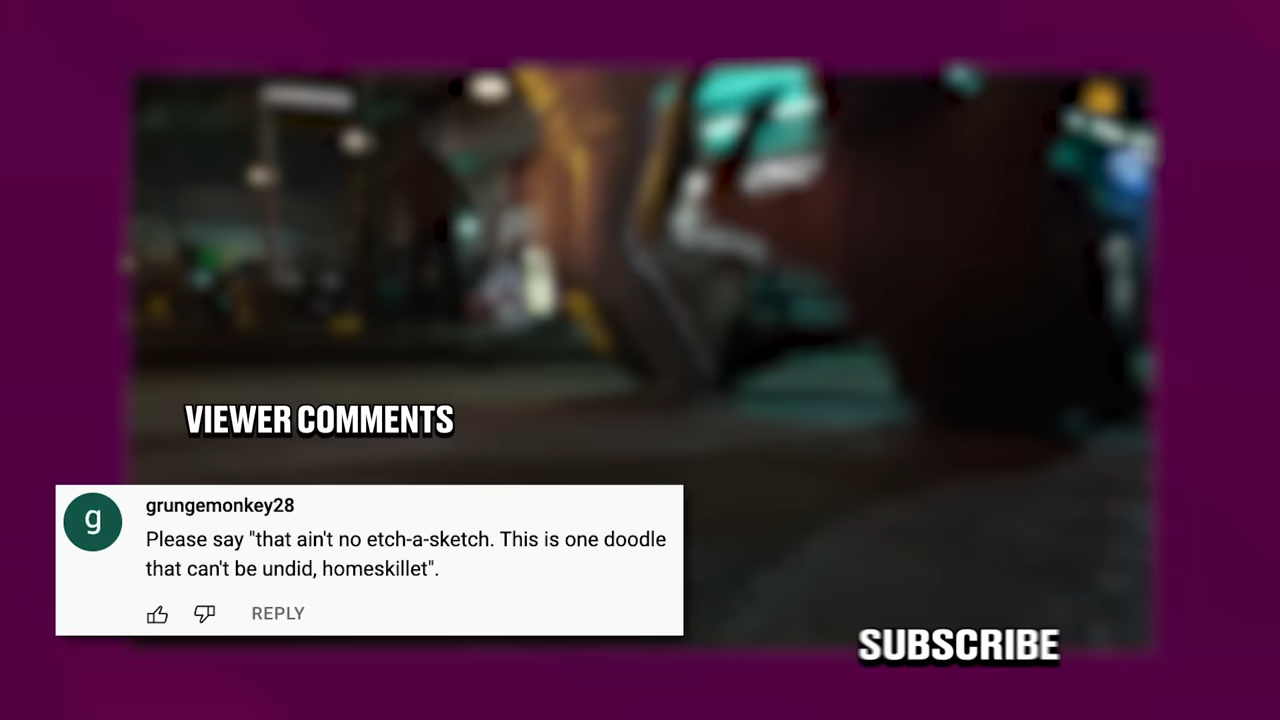 VIEWER COMMENTS
g
grungemonkey28
Please say "that ain't no etch-a-sketch. This is one doodle
that can't be undid, homeskillet".
REPLY
SUBSCRIBE